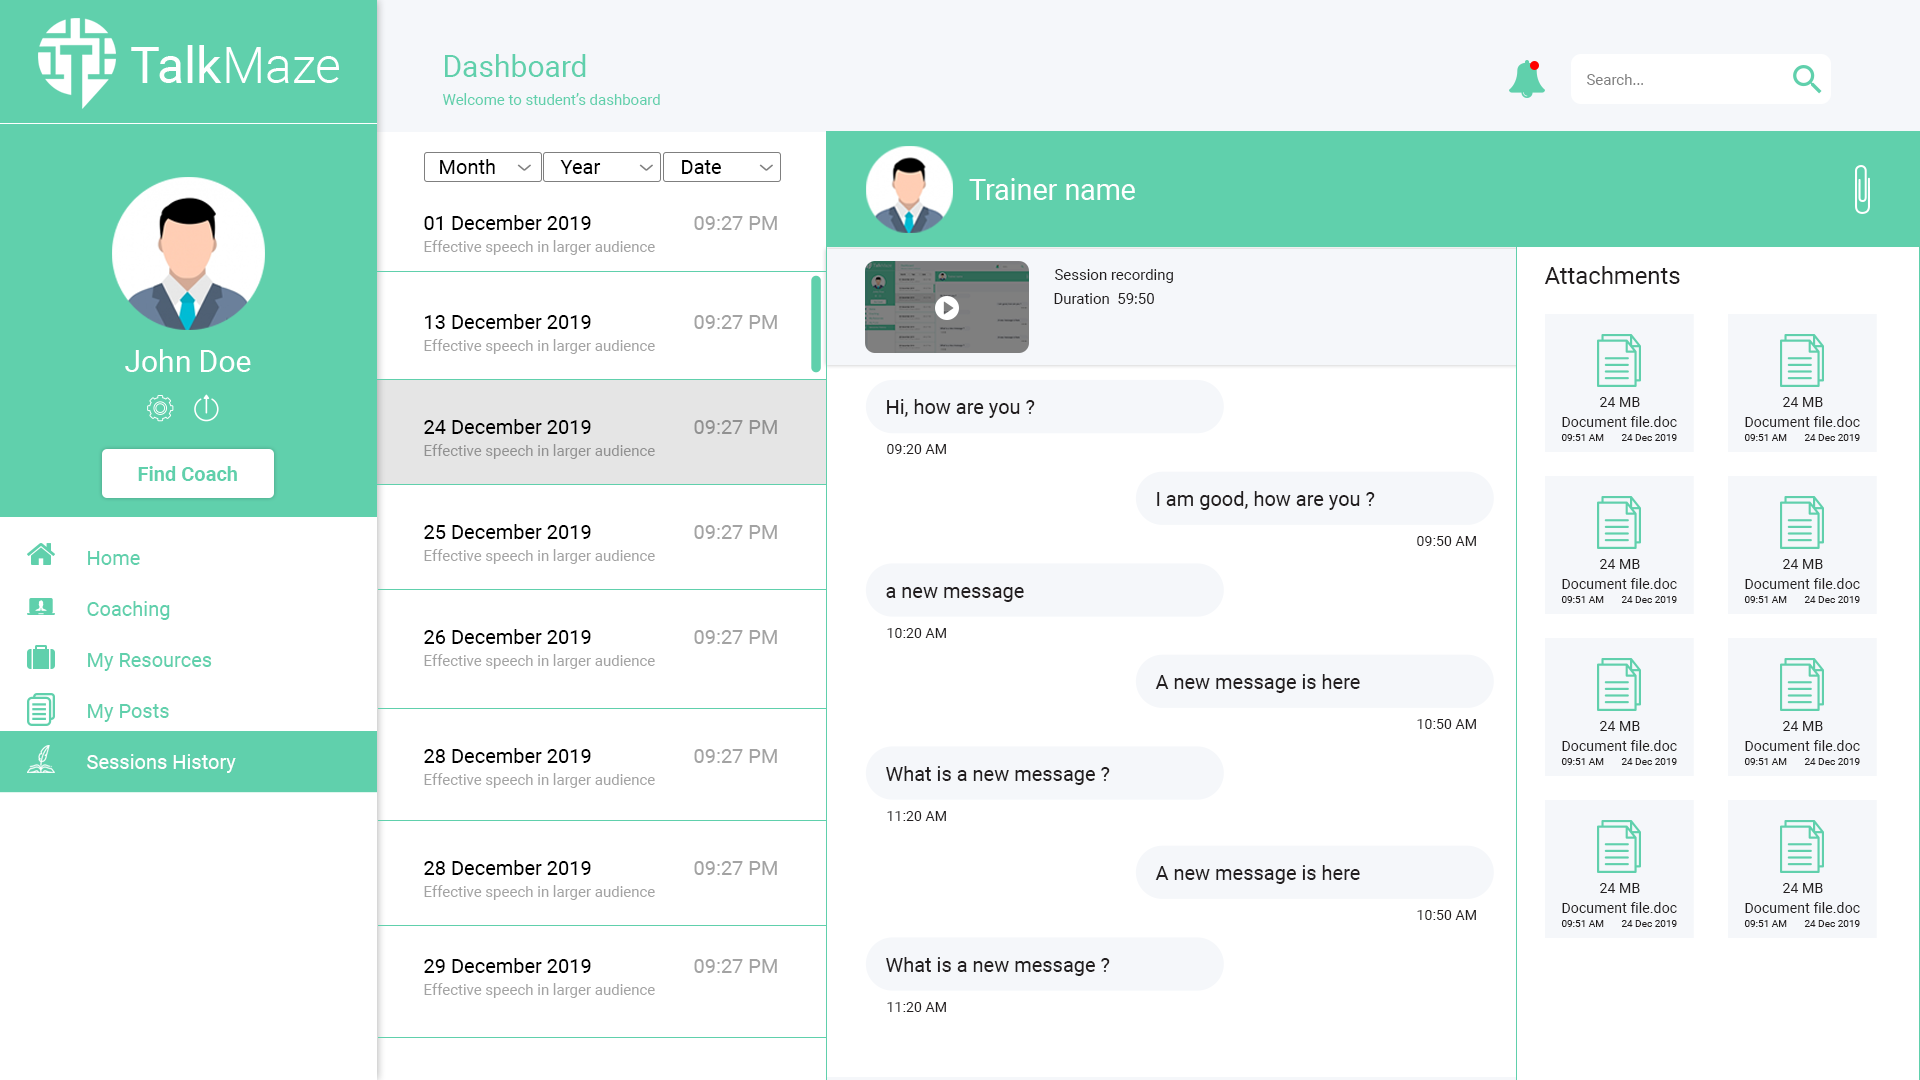 TalkMaze
John Doe
Find Coach
Home
Coaching
My Resources
My Posts
Sessions History
Dashboard
Welcome to student’s dashboard
Search...
Month Year Date
01 December 2019 09:27 PM
Effective speech in larger audience
13 December 2019 09:27 PM
Effective speech in larger audience
24 December 2019 09:27 PM
Effective speech in larger audience
25 December 2019 09:27 PM
Effective speech in larger audience
26 December 2019 09:27 PM
Effective speech in larger audience
28 December 2019 09:27 PM
Effective speech in larger audience
28 December 2019 09:27 PM
Effective speech in larger audience
29 December 2019 09:27 PM
Effective speech in larger audience
Trainer name
Session recording
Duration 59:50
Hi, how are you ?
09:20 AM
I am good, how are you ?
09:50 AM
a new message
10:20 AM
A new message is here
10:50 AM
What is a new message ?
11:20 AM
A new message is here
10:50 AM
What is a new message ?
11:20 AM
Attachments
24 MB
Document file.doc
09:51 AM 24 Dec 2019
24 MB
Document file.doc
09:51 AM 24 Dec 2019
24 MB
Document file.doc
09:51 AM 24 Dec 2019
24 MB
Document file.doc
09:51 AM 24 Dec 2019
24 MB
Document file.doc
09:51 AM 24 Dec 2019
24 MB
Document file.doc
09:51 AM 24 Dec 2019
24 MB
Document file.doc
09:51 AM 24 Dec 2019
24 MB
Document file.doc
09:51 AM 24 Dec 2019